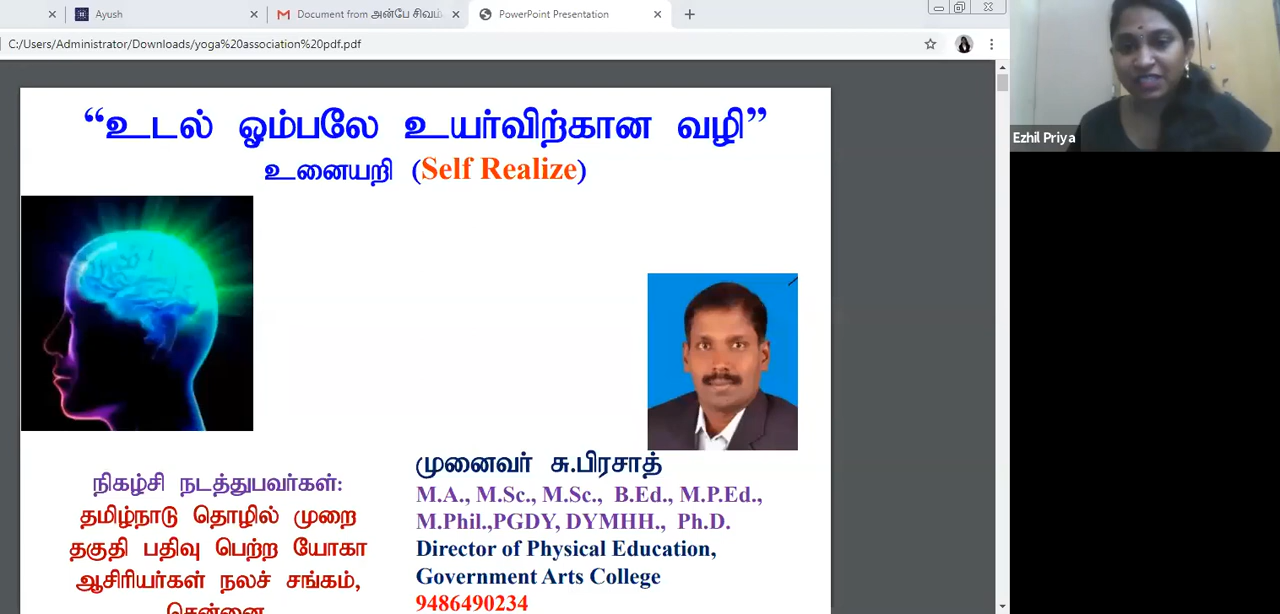 Ayush
Document from அன்பே சிவம்
PowerPoint Presentation
C:/Users/Administrator/Downloads/yoga%20association%20pdf.pdf
Ezhil Priya
“உடல் ஓம்பலே உயர்விற்கான வழி”
உனையறி (Self Realize)
நிகழ்சி நடத்துபவர்கள்:
தமிழ்நாடு தொழில் முறை
தகுதி பதிவு பெற்ற யோகா
ஆசிரியர்கள் நலச் சங்கம்,
சென்னை
முனைவர் சு.பிரசாத்
M.A., M.Sc., M.Sc., B.Ed., M.P.Ed.,
M.Phil.,PGDY, DYMHH., Ph.D.
Director of Physical Education,
Government Arts College
9486490234